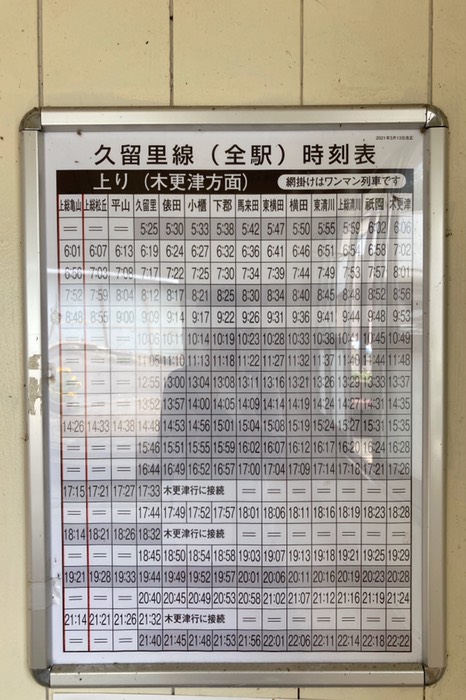 2021年3月13日改正
久留里線（全駅）時刻表
上り（木更津方面） 網掛けはワンマン列車です
上総亀山 上総松丘 平山 久留里 俵田 小櫃 下郡 馬来田 東横田 横田 東清川 上総清川 祇園 木更津
＝ ＝ ＝ 5:25 5:30 5:33 5:38 5:42 5:47 5:50 5:55 5:59 6:02 6:06
6:01 6:07 6:13 6:19 6:24 6:27 6:32 6:36 6:41 6:46 6:51 6:54 6:58 7:02
6:50 7:03 7:08 7:17 7:22 7:25 7:30 7:34 7:39 7:44 7:49 7:53 7:57 8:01
7:52 7:59 8:04 8:12 8:17 8:21 8:25 8:30 8:34 8:40 8:45 8:48 8:52 8:56
8:48 8:55 9:00 9:09 9:14 9:17 9:22 9:26 9:31 9:36 9:41 9:44 9:48 9:53
＝ ＝ ＝ 10:06 10:11 10:14 10:19 10:23 10:28 10:33 10:38 10:41 10:45 10:49
＝ ＝ ＝ 11:05 11:10 11:13 11:18 11:22 11:27 11:32 11:37 11:40 11:44 11:48
＝ ＝ ＝ 12:55 13:00 13:04 13:08 13:11 13:16 13:21 13:26 13:29 13:33 13:37
＝ ＝ ＝ 13:52 13:57 14:00 14:05 14:09 14:14 14:19 14:24 14:27 14:31 14:35
14:26 14:33 14:38 14:48 14:53 14:56 15:01 15:04 15:08 15:19 15:24 15:27 15:31 15:35
＝ ＝ ＝ 15:46 15:51 15:55 15:59 16:02 16:07 16:12 16:17 16:20 16:24 16:28
＝ ＝ ＝ 16:44 16:49 16:52 16:57 17:00 17:04 17:09 17:14 17:18 17:21 17:26
17:15 17:21 17:27 17:33 木更津行に接続 ＝ ＝ ＝ ＝ ＝ ＝ ＝
＝ ＝ ＝ 17:44 17:49 17:52 17:57 18:01 18:06 18:11 18:16 18:19 18:23 18:28
18:14 18:21 18:26 18:32 木更津行に接続 ＝ ＝ ＝ ＝ ＝ ＝ ＝
＝ ＝ ＝ 18:45 18:50 18:54 18:58 19:03 19:07 19:13 19:18 19:21 19:25 19:29
19:21 19:28 19:33 19:44 19:49 19:52 19:57 20:01 20:06 20:11 20:16 20:19 20:23 20:28
＝ ＝ ＝ 20:40 20:45 20:49 20:53 20:58 21:02 21:07 21:12 21:16 21:19 21:24
21:14 21:21 21:26 21:32 木更津行に接続 ＝ ＝ ＝ ＝ ＝ ＝ ＝
＝ ＝ ＝ 21:40 21:45 21:48 21:53 21:56 22:01 22:06 22:11 22:14 22:18 22:22